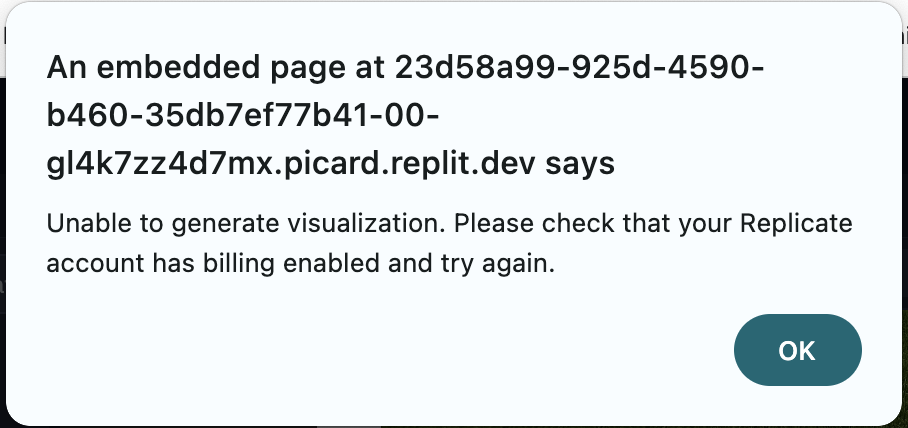 An embedded page at 23d58a99-925d-4590-
b460-35db7ef77b41-00-
gl4k7zz4d7mx.picard.replit.dev says
Unable to generate visualization. Please check that your Replicate
account has billing enabled and try again.
OK